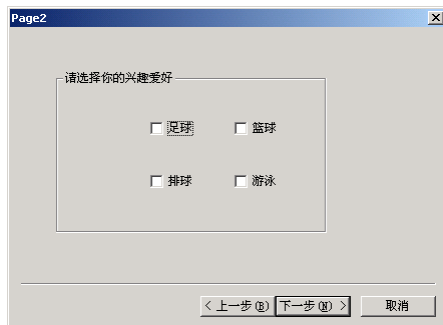 Page2
请选择你的兴趣爱好
足球 篮球
排球 游泳
< 上一步(B) 下一步(N) > 取消